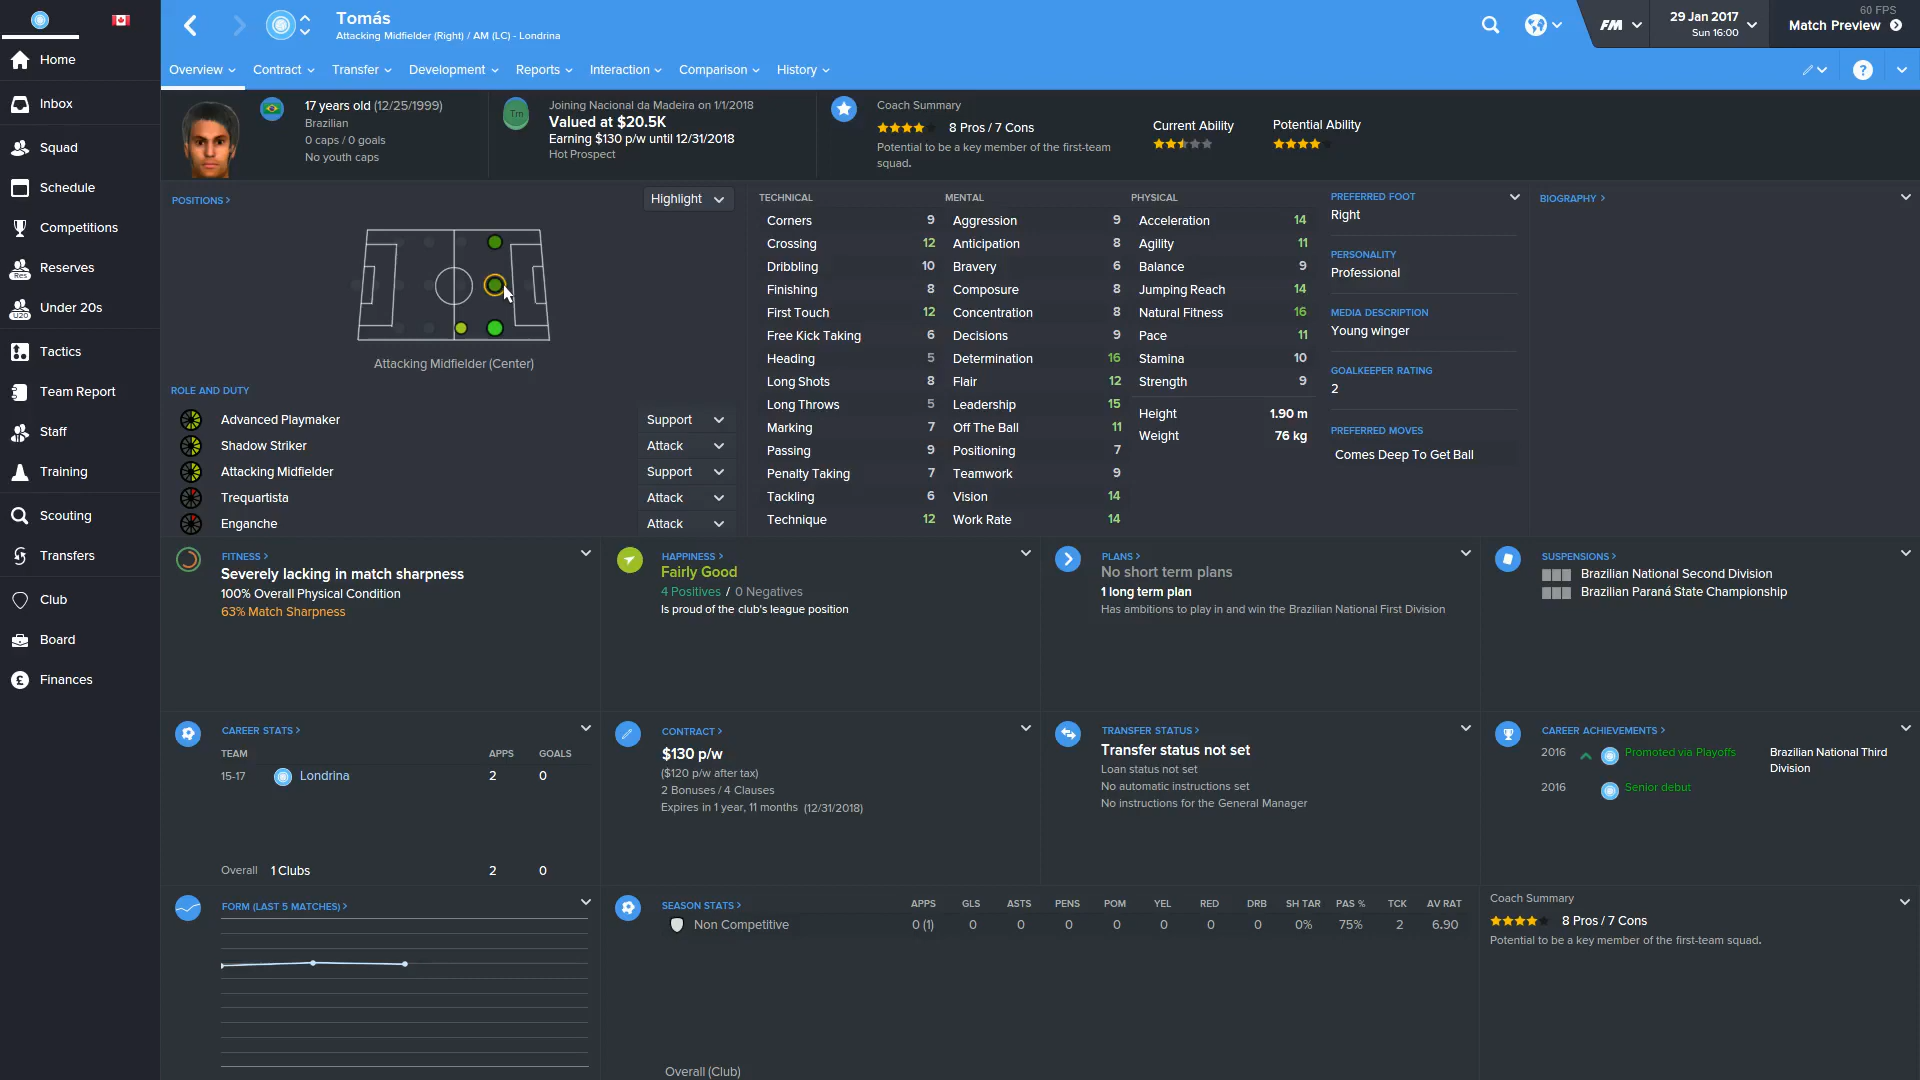 Tomás
Attacking Midfielder (Right) / AM (LC) - Londrina
60 FPS
FM
29 Jan 2017
Sun 16:00
Match Preview
Overview
Contract
Transfer
Development
Reports
Interaction
Comparison
History
?
Home
Inbox
Squad
Schedule
Competitions
Res
Reserves
U20
Under 20s
Tactics
Team Report
Staff
Training
Scouting
Transfers
Club
Board
£
Finances
17 years old (12/25/1999)
Brazilian
0 caps / 0 goals
No youth caps
Trn
Joining Nacional da Madeira on 1/1/2018
Valued at $20.5K
Earning $130 p/w until 12/31/2018
Hot Prospect
Coach Summary
8 Pros / 7 Cons
Potential to be a key member of the first-team
squad.
Current Ability
Potential Ability
POSITIONS >
Highlight
Attacking Midfielder (Center)
ROLE AND DUTY
Advanced Playmaker Support
Shadow Striker Attack
Attacking Midfielder Support
Trequartista Attack
Enganche Attack
TECHNICAL
Corners 9
Crossing 12
Dribbling 10
Finishing 8
First Touch 12
Free Kick Taking 6
Heading 5
Long Shots 8
Long Throws 5
Marking 7
Passing 9
Penalty Taking 7
Tackling 6
Technique 12
MENTAL
Aggression 9
Anticipation 8
Bravery 6
Composure 8
Concentration 8
Decisions 9
Determination 16
Flair 12
Leadership 15
Off The Ball 11
Positioning 7
Teamwork 9
Vision 14
Work Rate 14
PHYSICAL
Acceleration 14
Agility 11
Balance 9
Jumping Reach 14
Natural Fitness 16
Pace 11
Stamina 10
Strength 9
Height 1.90 m
Weight 76 kg
PREFERRED FOOT
Right
PERSONALITY
Professional
MEDIA DESCRIPTION
Young winger
GOALKEEPER RATING
2
PREFERRED MOVES
Comes Deep To Get Ball
BIOGRAPHY >
FITNESS >
Severely lacking in match sharpness
100% Overall Physical Condition
63% Match Sharpness
HAPPINESS >
Fairly Good
4 Positives / 0 Negatives
Is proud of the club's league position
PLANS >
No short term plans
1 long term plan
Has ambitions to play in and win the Brazilian National First Division
SUSPENSIONS >
Brazilian National Second Division
Brazilian Paraná State Championship
CAREER STATS >
TEAM APPS GOALS
15-17 Londrina 2 0
Overall 1 Clubs 2 0
CONTRACT >
$130 p/w
($120 p/w after tax)
2 Bonuses / 4 Clauses
Expires in 1 year, 11 months (12/31/2018)
TRANSFER STATUS >
Transfer status not set
Loan status not set
No automatic instructions set
No instructions for the General Manager
CAREER ACHIEVEMENTS >
2016 Promoted via Playoffs Brazilian National Third
Division
2016 Senior debut
FORM (LAST 5 MATCHES) >
SEASON STATS > APPS GLS ASTS PENS POM YEL RED DRB SH TAR PAS % TCK AV RAT
Non Competitive 0 (1) 0 0 0 0 0 0 0 0% 75% 2 6.90
Overall (Club)
Coach Summary
8 Pros / 7 Cons
Potential to be a key member of the first-team squad.